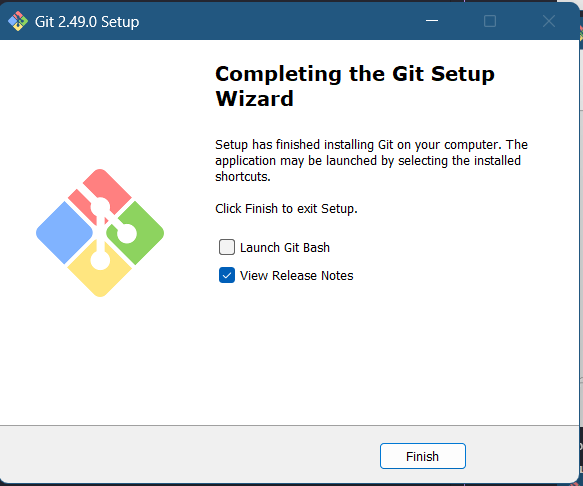 Git 2.49.0 Setup
Completing the Git Setup
Wizard
Setup has finished installing Git on your computer. The
application may be launched by selecting the installed
shortcuts.
Click Finish to exit Setup.
Launch Git Bash
View Release Notes
Finish